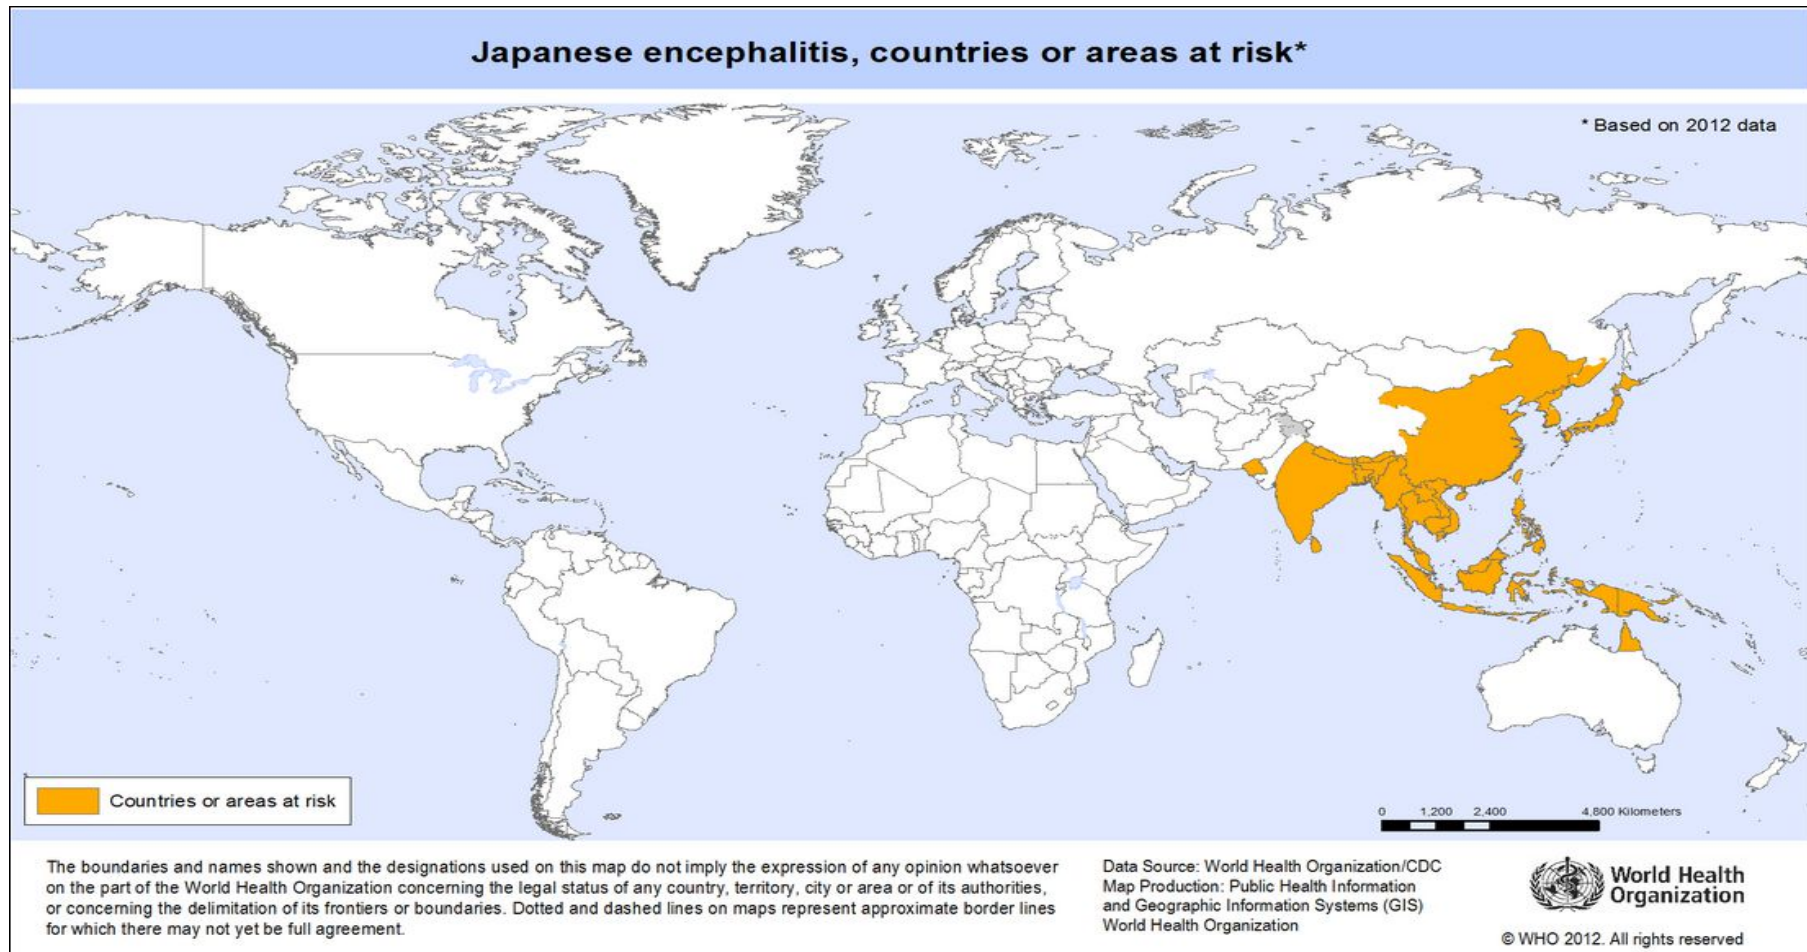 Japanese encephalitis, countries or areas at risk*
* Based on 2012 data
Countries or areas at risk
0 1,200 2,400 4,800 Kilometers
The boundaries and names shown and the designations used on this map do not imply the expression of any opinion whatsoever
on the part of the World Health Organization concerning the legal status of any country, territory, city or area or of its authorities,
or concerning the delimitation of its frontiers or boundaries. Dotted and dashed lines on maps represent approximate border lines
for which there may not yet be full agreement.
Data Source: World Health Organization/CDC
Map Production: Public Health Information
and Geographic Information Systems (GIS)
World Health Organization
World Health
Organization
© WHO 2012. All rights reserved